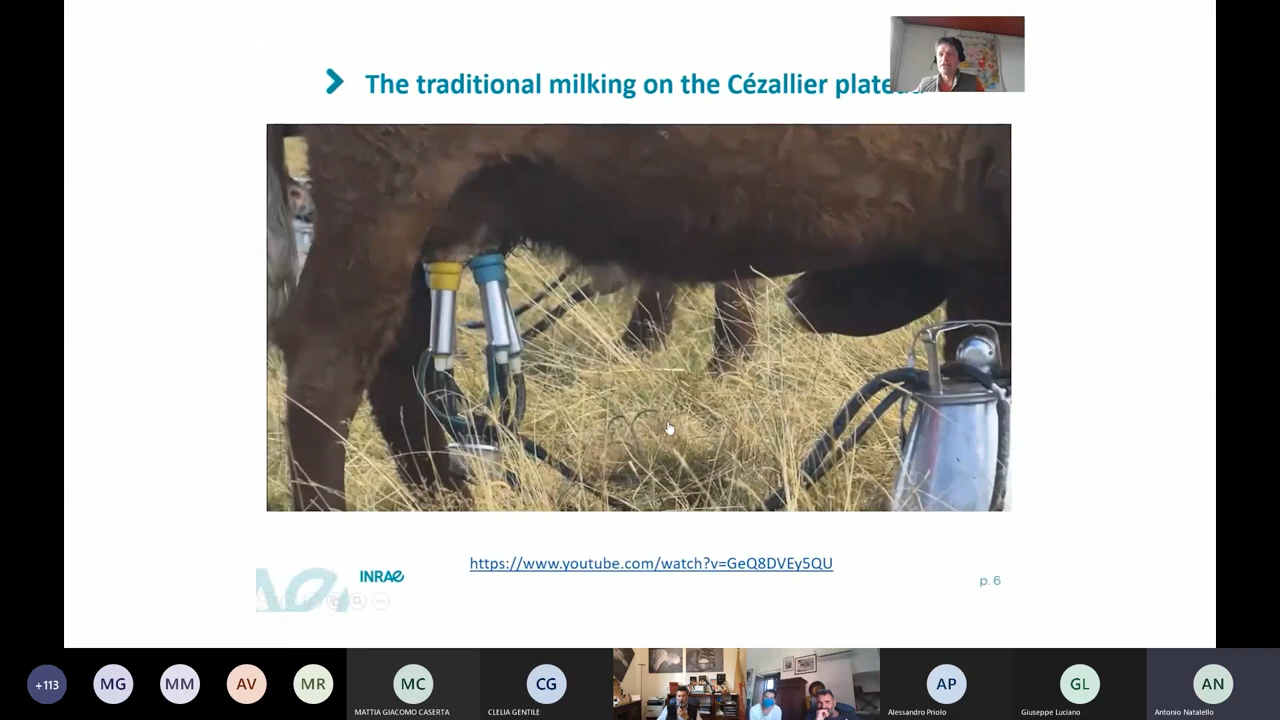 The traditional milking on the Cézallier plateau
https://www.youtube.com/watch?v=GeQ8DVEy5QU
INRAE
p. 6
+113
MG
MM
AV
MR
MC
MATTIA GIACOMO CASERTA
CG
CLELIA GENTILE
AP
Alessandro Priolo
GL
Giuseppe Luciano
AN
Antonio Natalello